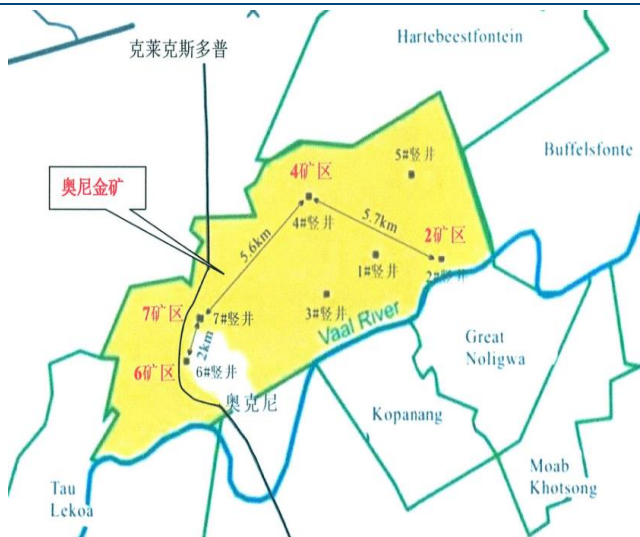 克莱克斯多普
Hartebeestfontein
Buffelsfonte
奥尼金矿
5#竖井
4矿区
4#竖井
5.7km
2矿区
2#竖井
5.6km
1#竖井
3#竖井
7矿区
7#竖井
Vaal River
2km
6矿区
6#竖井
奥克尼
Great
Noligwa
Kopanang
Moab
Khotsong
Tau
Lekoa